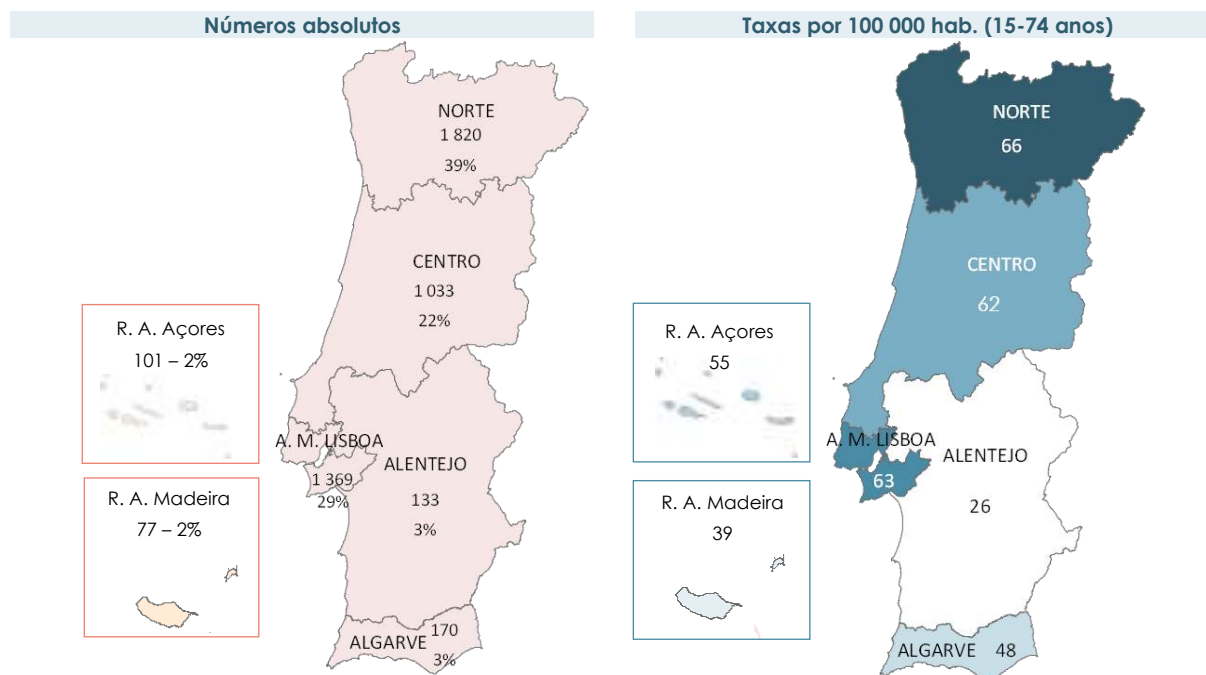 Números absolutos
NORTE
1 820
39%
CENTRO
1 033
22%
R. A. Açores
101 – 2%
A. M. LISBOA
1 369
29%
ALENTEJO
133
3%
R. A. Madeira
77 – 2%
ALGARVE 170
3%
Taxas por 100 000 hab. (15-74 anos)
NORTE
66
CENTRO
62
R. A. Açores
55
A. M. LISBOA
63
ALENTEJO
26
R. A. Madeira
39
ALGARVE 48